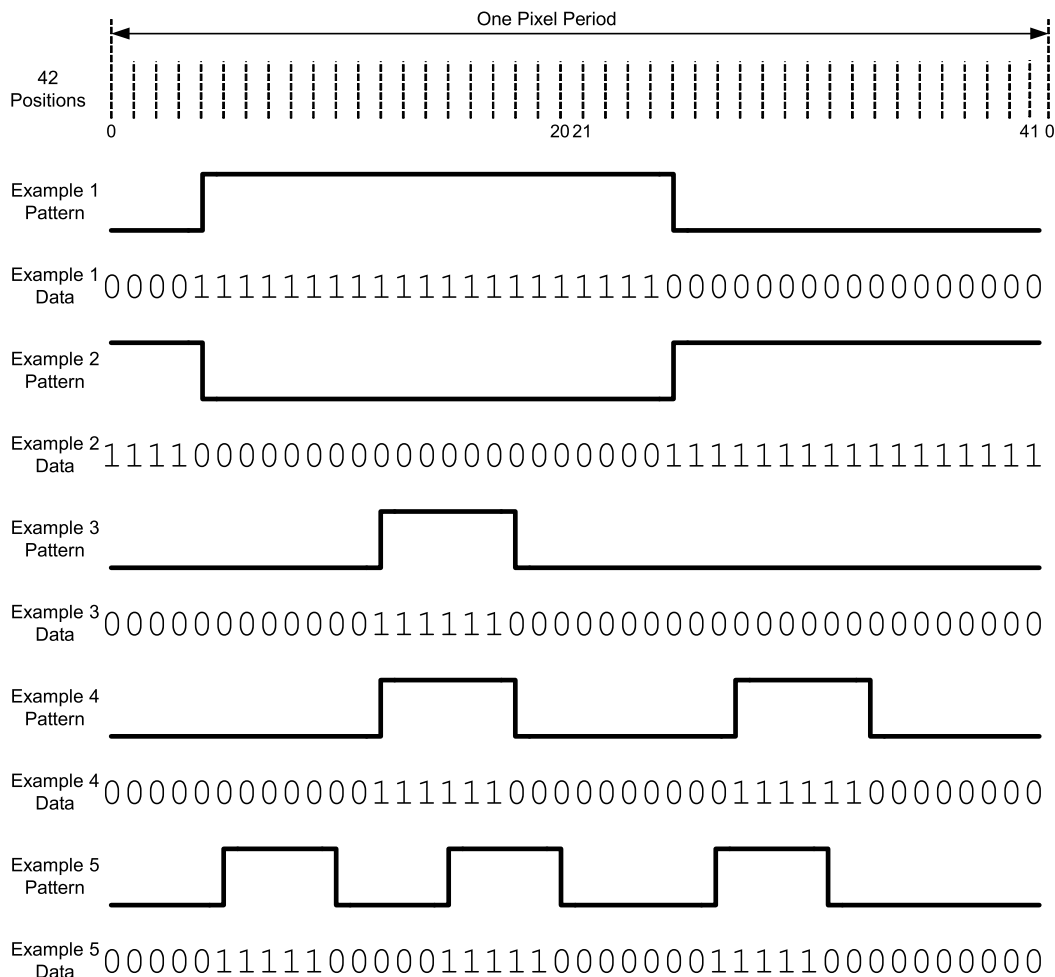 One Pixel Period
42
Positions
0 20 21 41 0
Example 1
Pattern
Example 1
Data
000011111111111111111111100000000000000000
Example 2
Pattern
Example 2
Data
111100000000000000000000011111111111111111
Example 3
Pattern
Example 3
Data
000000000000111111000000000000000000000000
Example 4
Pattern
Example 4
Data
000000000000111111000000000011111100000000
Example 5
Pattern
Example 5
Data
000001111100000111110000000111110000000000